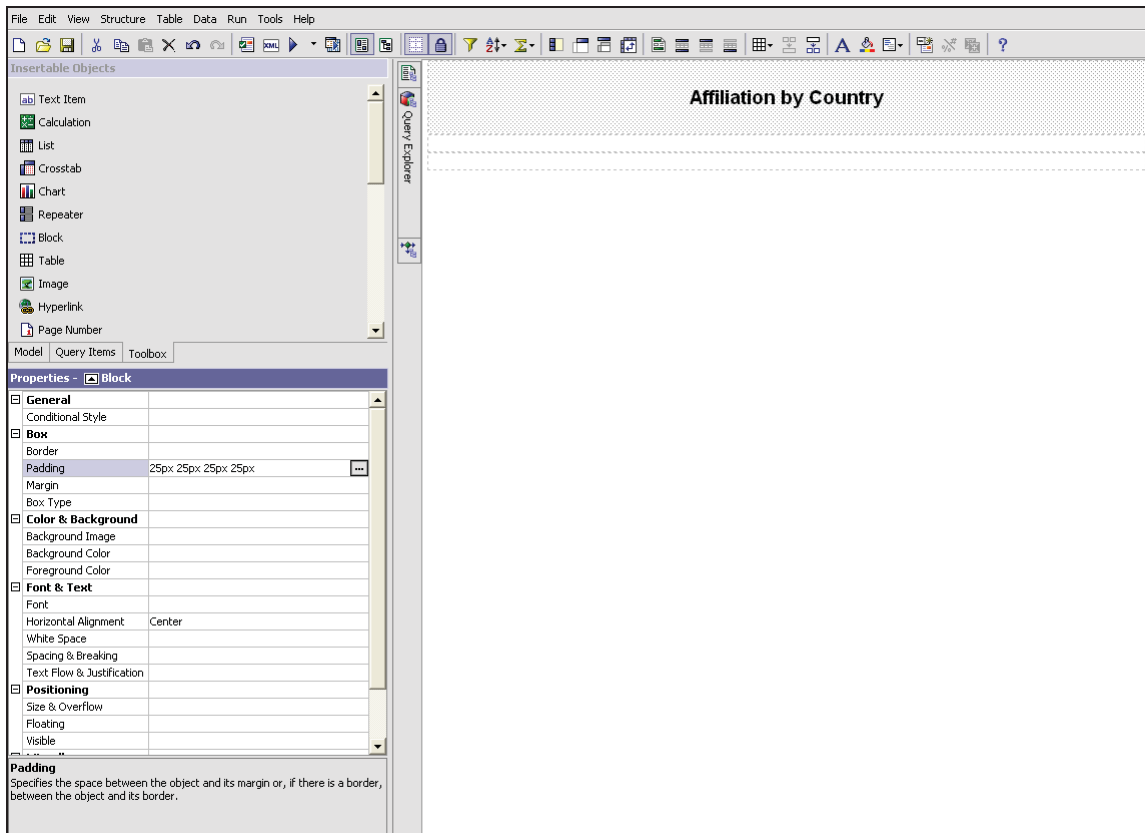 File Edit View Structure Table Data Run Tools Help
Insertable Objects
Text Item
Calculation
List
Crosstab
Chart
Repeater
Block
Table
Image
Hyperlink
Page Number
Model Query Items Toolbox
Query Explorer
Affiliation by Country
Properties - Block
General
Conditional Style
Box
Border
Padding 25px 25px 25px 25px ...
Margin
Box Type
Color & Background
Background Image
Background Color
Foreground Color
Font & Text
Font
Horizontal Alignment Center
White Space
Spacing & Breaking
Text Flow & Justification
Positioning
Size & Overflow
Floating
Visible
Padding
Specifies the space between the object and its margin or, if there is a border,
between the object and its border.